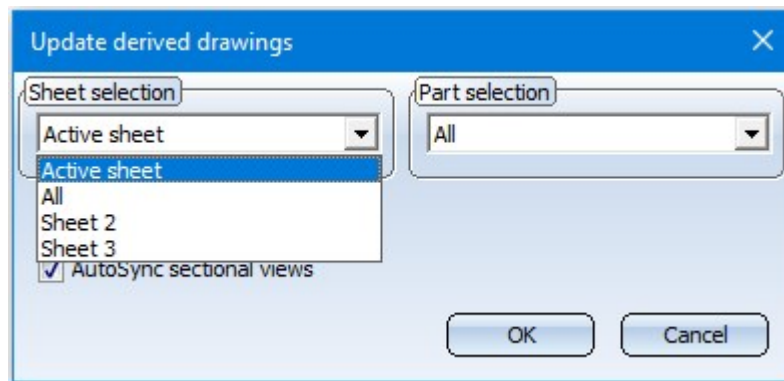 Update derived drawings
Sheet selection
Part selection
Active sheet
All
Active sheet
All
Sheet 2
Sheet 3
AutoSync sectional views
OK
Cancel